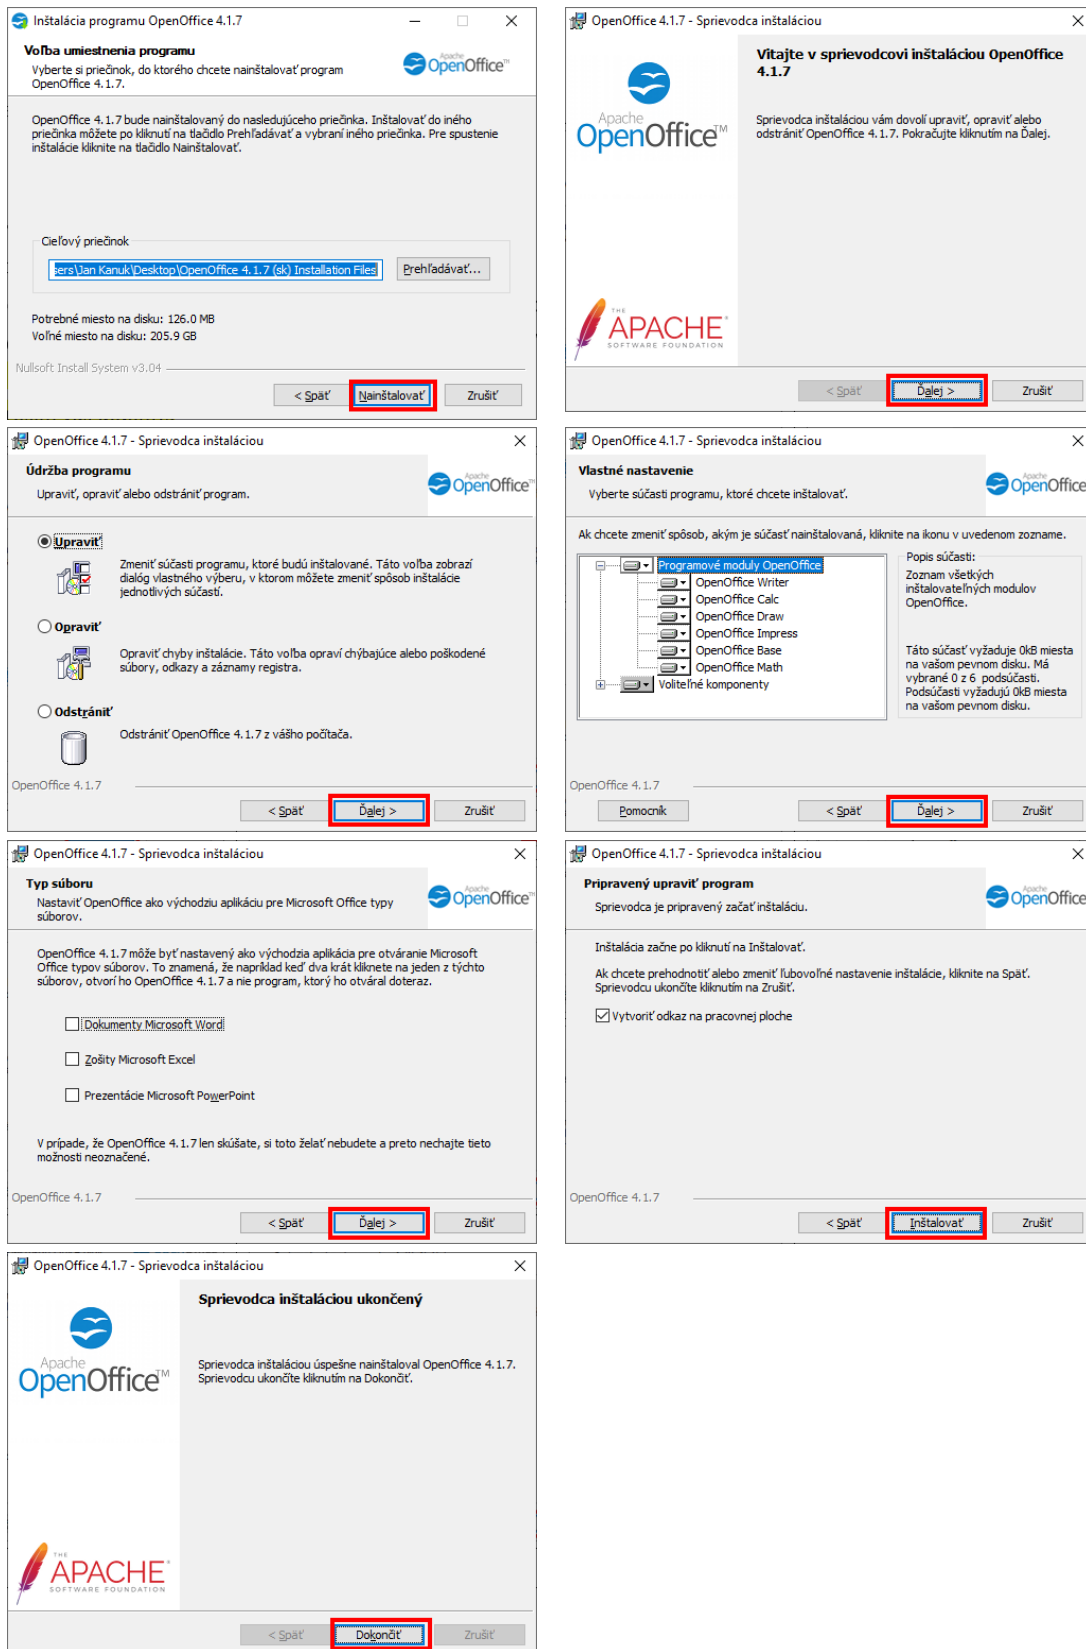 Inštalácia programu OpenOffice 4.1.7
Voľba umiestnenia programu
Vyberte si priečinok, do ktorého chcete nainštalovať program
OpenOffice 4.1.7.
Apache
OpenOffice™
OpenOffice 4.1.7 bude nainštalovaný do nasledujúceho priečinka. Inštalovať do iného
priečinka môžete po kliknutí na tlačidlo Prehľadávať a vybraní iného priečinka. Pre spustenie
inštalácie kliknite na tlačidlo Nainštalovať.
Cieľový priečinok
sers\Jan Kanuk\Desktop\OpenOffice 4.1.7 (sk) Installation Files
Prehľadávať...
Potrebné miesto na disku: 126.0 MB
Voľné miesto na disku: 205.9 GB
Nullsoft Install System v3.04
< Späť
Nainštalovať
Zrušiť
OpenOffice 4.1.7 - Sprievodca inštaláciou
Vitajte v sprievodcovi inštaláciou OpenOffice
4.1.7
Apache
OpenOffice™
Sprievodca inštaláciou vám dovolí upraviť, opraviť alebo
odstrániť OpenOffice 4.1.7. Pokračujte kliknutím na Ďalej.
THE
APACHE®
SOFTWARE FOUNDATION
< Späť
Ďalej >
Zrušiť
OpenOffice 4.1.7 - Sprievodca inštaláciou
Údržba programu
Upraviť, opraviť alebo odstrániť program.
Apache
OpenOffice™
Upraviť
Zmeniť súčasti programu, ktoré budú inštalované. Táto voľba zobrazí
dialóg vlastného výberu, v ktorom môžete zmeniť spôsob inštalácie
jednotlivých súčastí.
Opraviť
Opraviť chyby inštalácie. Táto voľba opraví chýbajúce alebo poškodené
súbory, odkazy a záznamy registra.
Odstrániť
Odstrániť OpenOffice 4.1.7 z vášho počítača.
OpenOffice 4.1.7
< Späť
Ďalej >
Zrušiť
OpenOffice 4.1.7 - Sprievodca inštaláciou
Vlastné nastavenie
Vyberte súčasti programu, ktoré chcete inštalovať.
Apache
OpenOffice
Ak chcete zmeniť spôsob, akým je súčasť nainštalovaná, kliknite na ikonu v uvedenom zozname.
Programové moduly OpenOffice
OpenOffice Writer
OpenOffice Calc
OpenOffice Draw
OpenOffice Impress
OpenOffice Base
OpenOffice Math
Voliteľné komponenty
Popis súčasti:
Zoznam všetkých
inštalovateľných modulov
OpenOffice.
Táto súčasť vyžaduje 0kB miesta
na vašom pevnom disku. Má
vybrané 0 z 6 podsúčastí.
Podsúčasti vyžadujú 0kB miesta
na vašom pevnom disku.
OpenOffice 4.1.7
Pomocník
< Späť
Ďalej >
Zrušiť
OpenOffice 4.1.7 - Sprievodca inštaláciou
Typ súboru
Nastaviť OpenOffice ako východziu aplikáciu pre Microsoft Office typy
súborov.
Apache
OpenOffice™
OpenOffice 4.1.7 môže byť nastavený ako východzia aplikácia pre otváranie Microsoft
Office typov súborov. To znamená, že napríklad keď dva krát kliknete na jeden z týchto
súborov, otvorí ho OpenOffice 4.1.7 a nie program, ktorý ho otváral doteraz.
Dokumenty Microsoft Word
Zošity Microsoft Excel
Prezentácie Microsoft PowerPoint
V prípade, že OpenOffice 4.1.7 len skúšate, si toto želať nebudete a preto nechajte tieto
možnosti neoznačené.
OpenOffice 4.1.7
< Späť
Ďalej >
Zrušiť
OpenOffice 4.1.7 - Sprievodca inštaláciou
Pripravený upraviť program
Sprievodca je pripravený začať inštaláciu.
Apache
OpenOffice
Inštalácia začne po kliknutí na Inštalovať.
Ak chcete prehodnotiť alebo zmeniť ľubovoľné nastavenie inštalácie, kliknite na Späť.
Sprievodcu ukončíte kliknutím na Zrušiť.
Vytvoriť odkaz na pracovnej ploche
OpenOffice 4.1.7
< Späť
Inštalovať
Zrušiť
OpenOffice 4.1.7 - Sprievodca inštaláciou
Sprievodca inštaláciou ukončený
Apache
OpenOffice™
Sprievodca inštaláciou úspešne nainštaloval OpenOffice 4.1.7.
Sprievodcu ukončíte kliknutím na Dokončiť.
THE
APACHE®
SOFTWARE FOUNDATION
< Späť
Dokončiť
Zrušiť